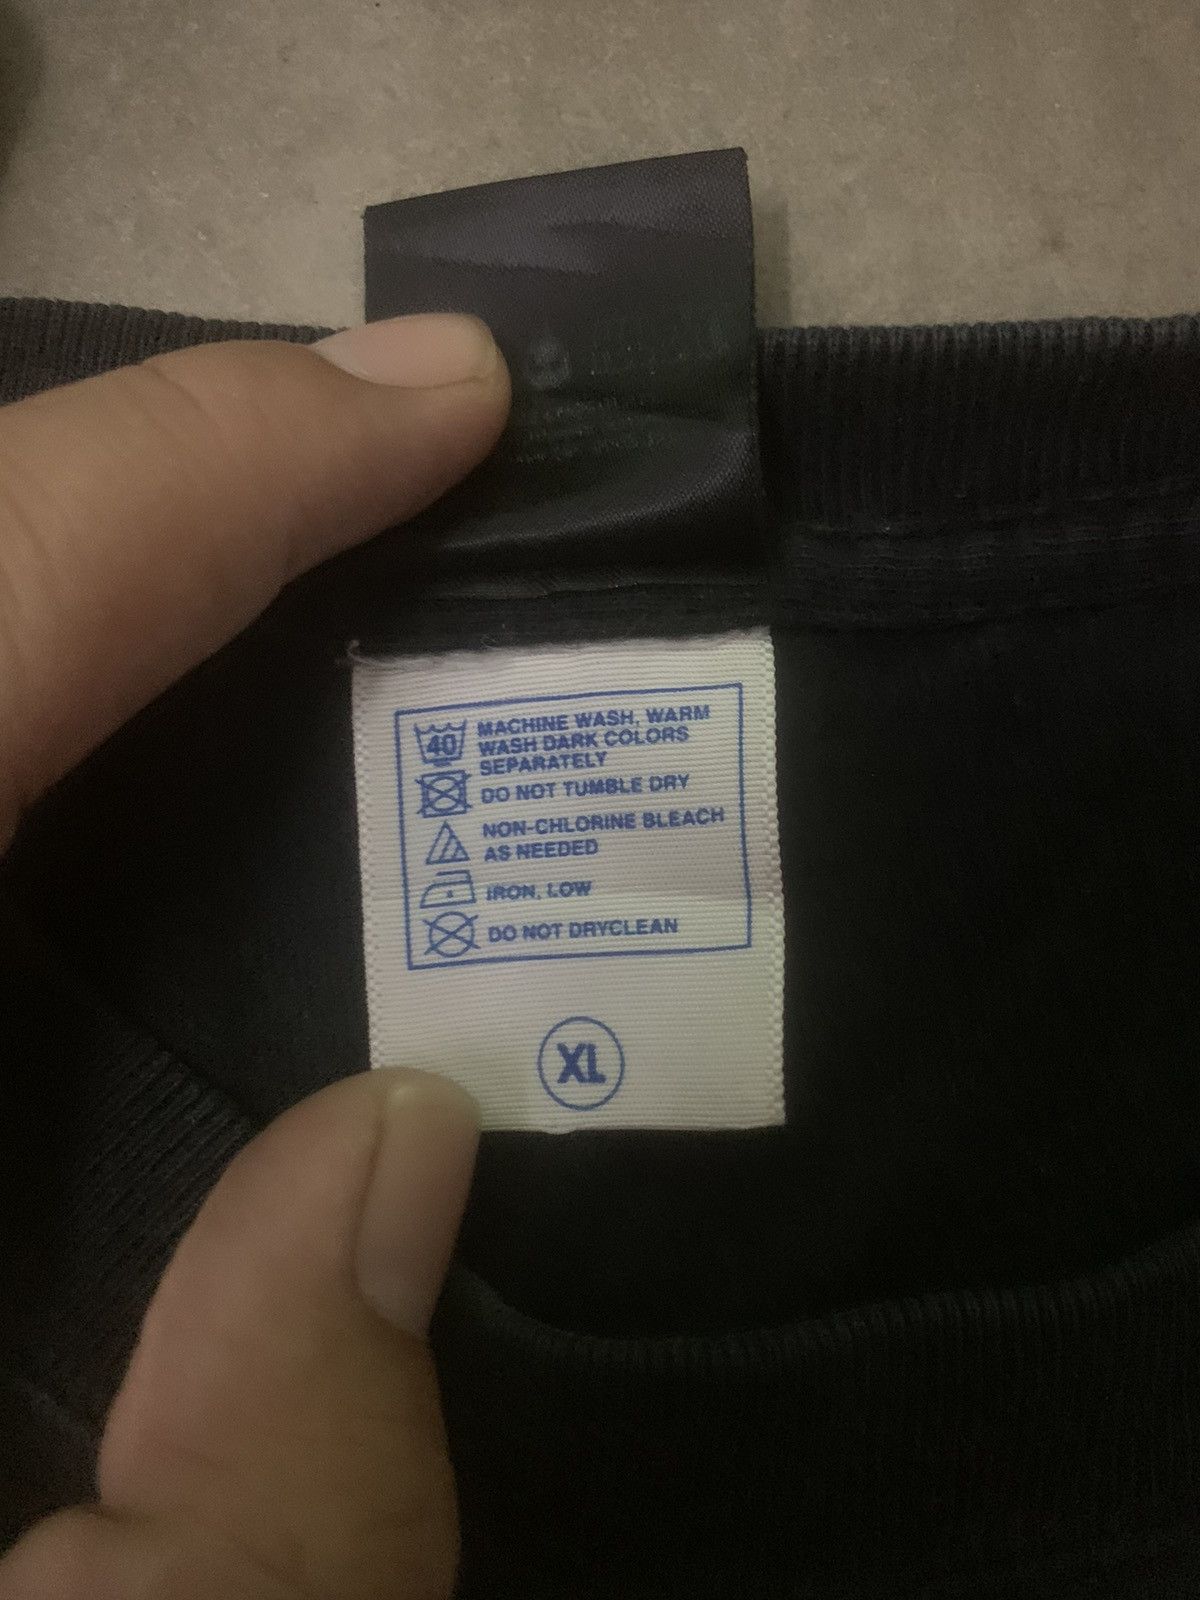 40 MACHINE WASH, WARM
WASH DARK COLORS
SEPARATELY
DO NOT TUMBLE DRY
NON-CHLORINE BLEACH
AS NEEDED
IRON, LOW
DO NOT DRYCLEAN
XL